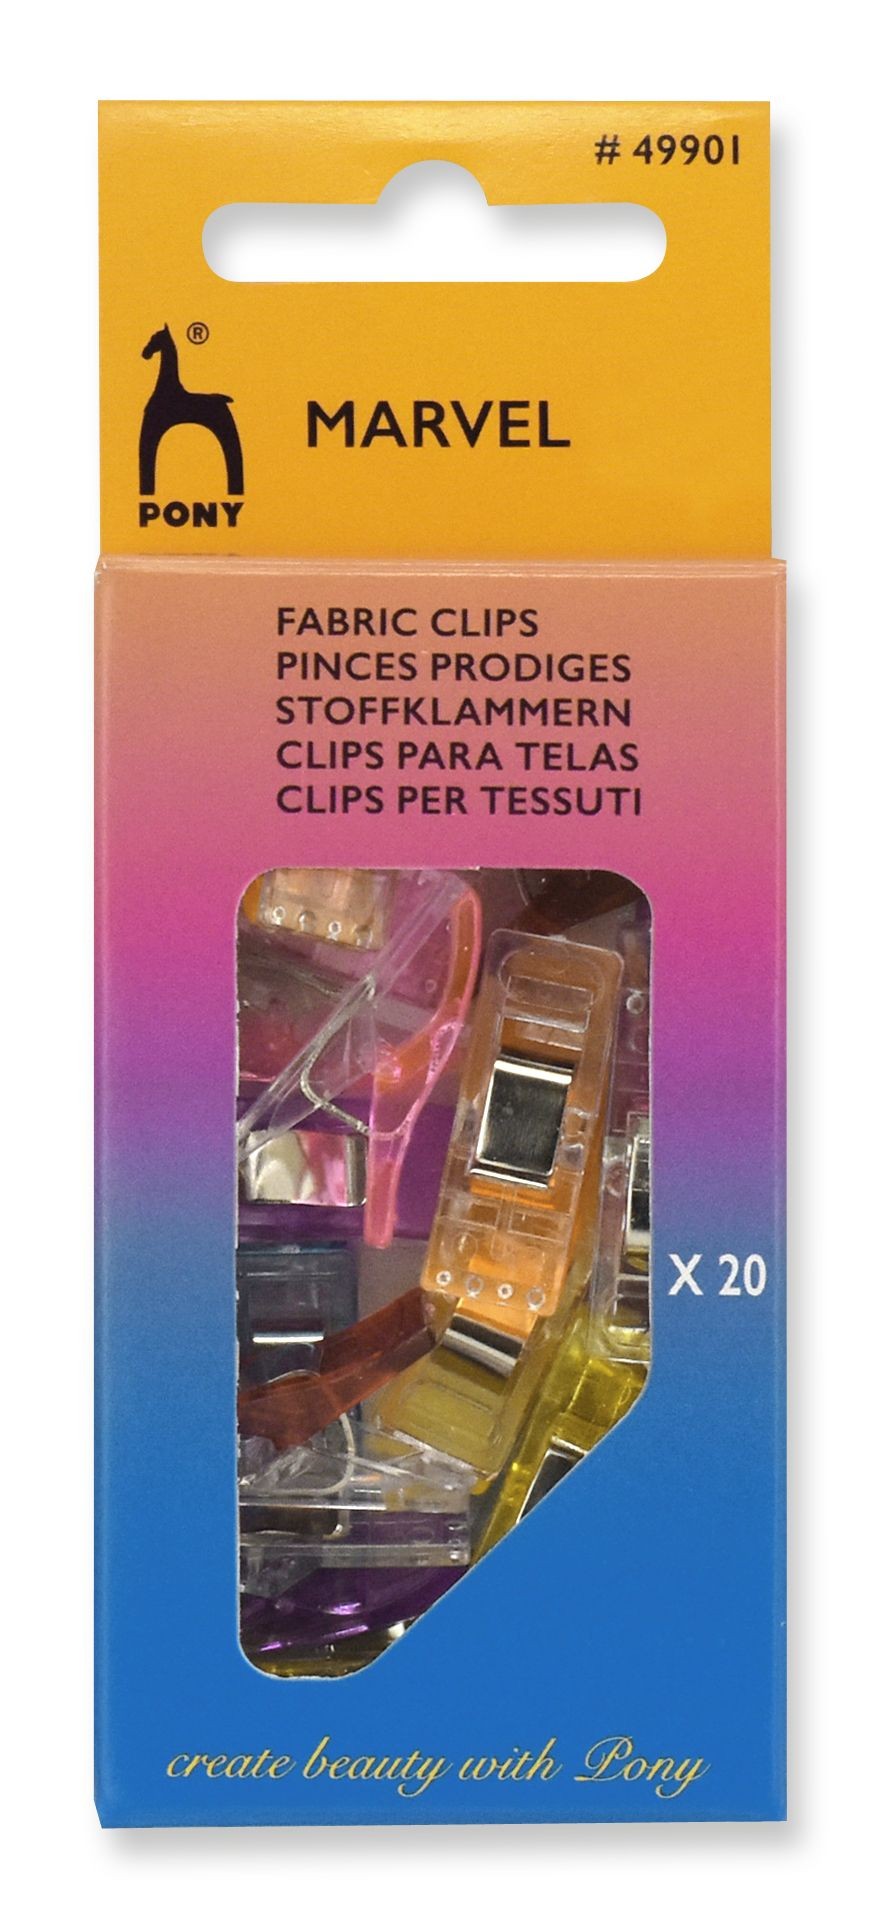 # 49901
®
MARVEL
PONY
FABRIC CLIPS
PINCES PRODIGES
STOFFKLAMMERN
CLIPS PARA TELAS
CLIPS PER TESSUTI
X 20
create beauty with Pony